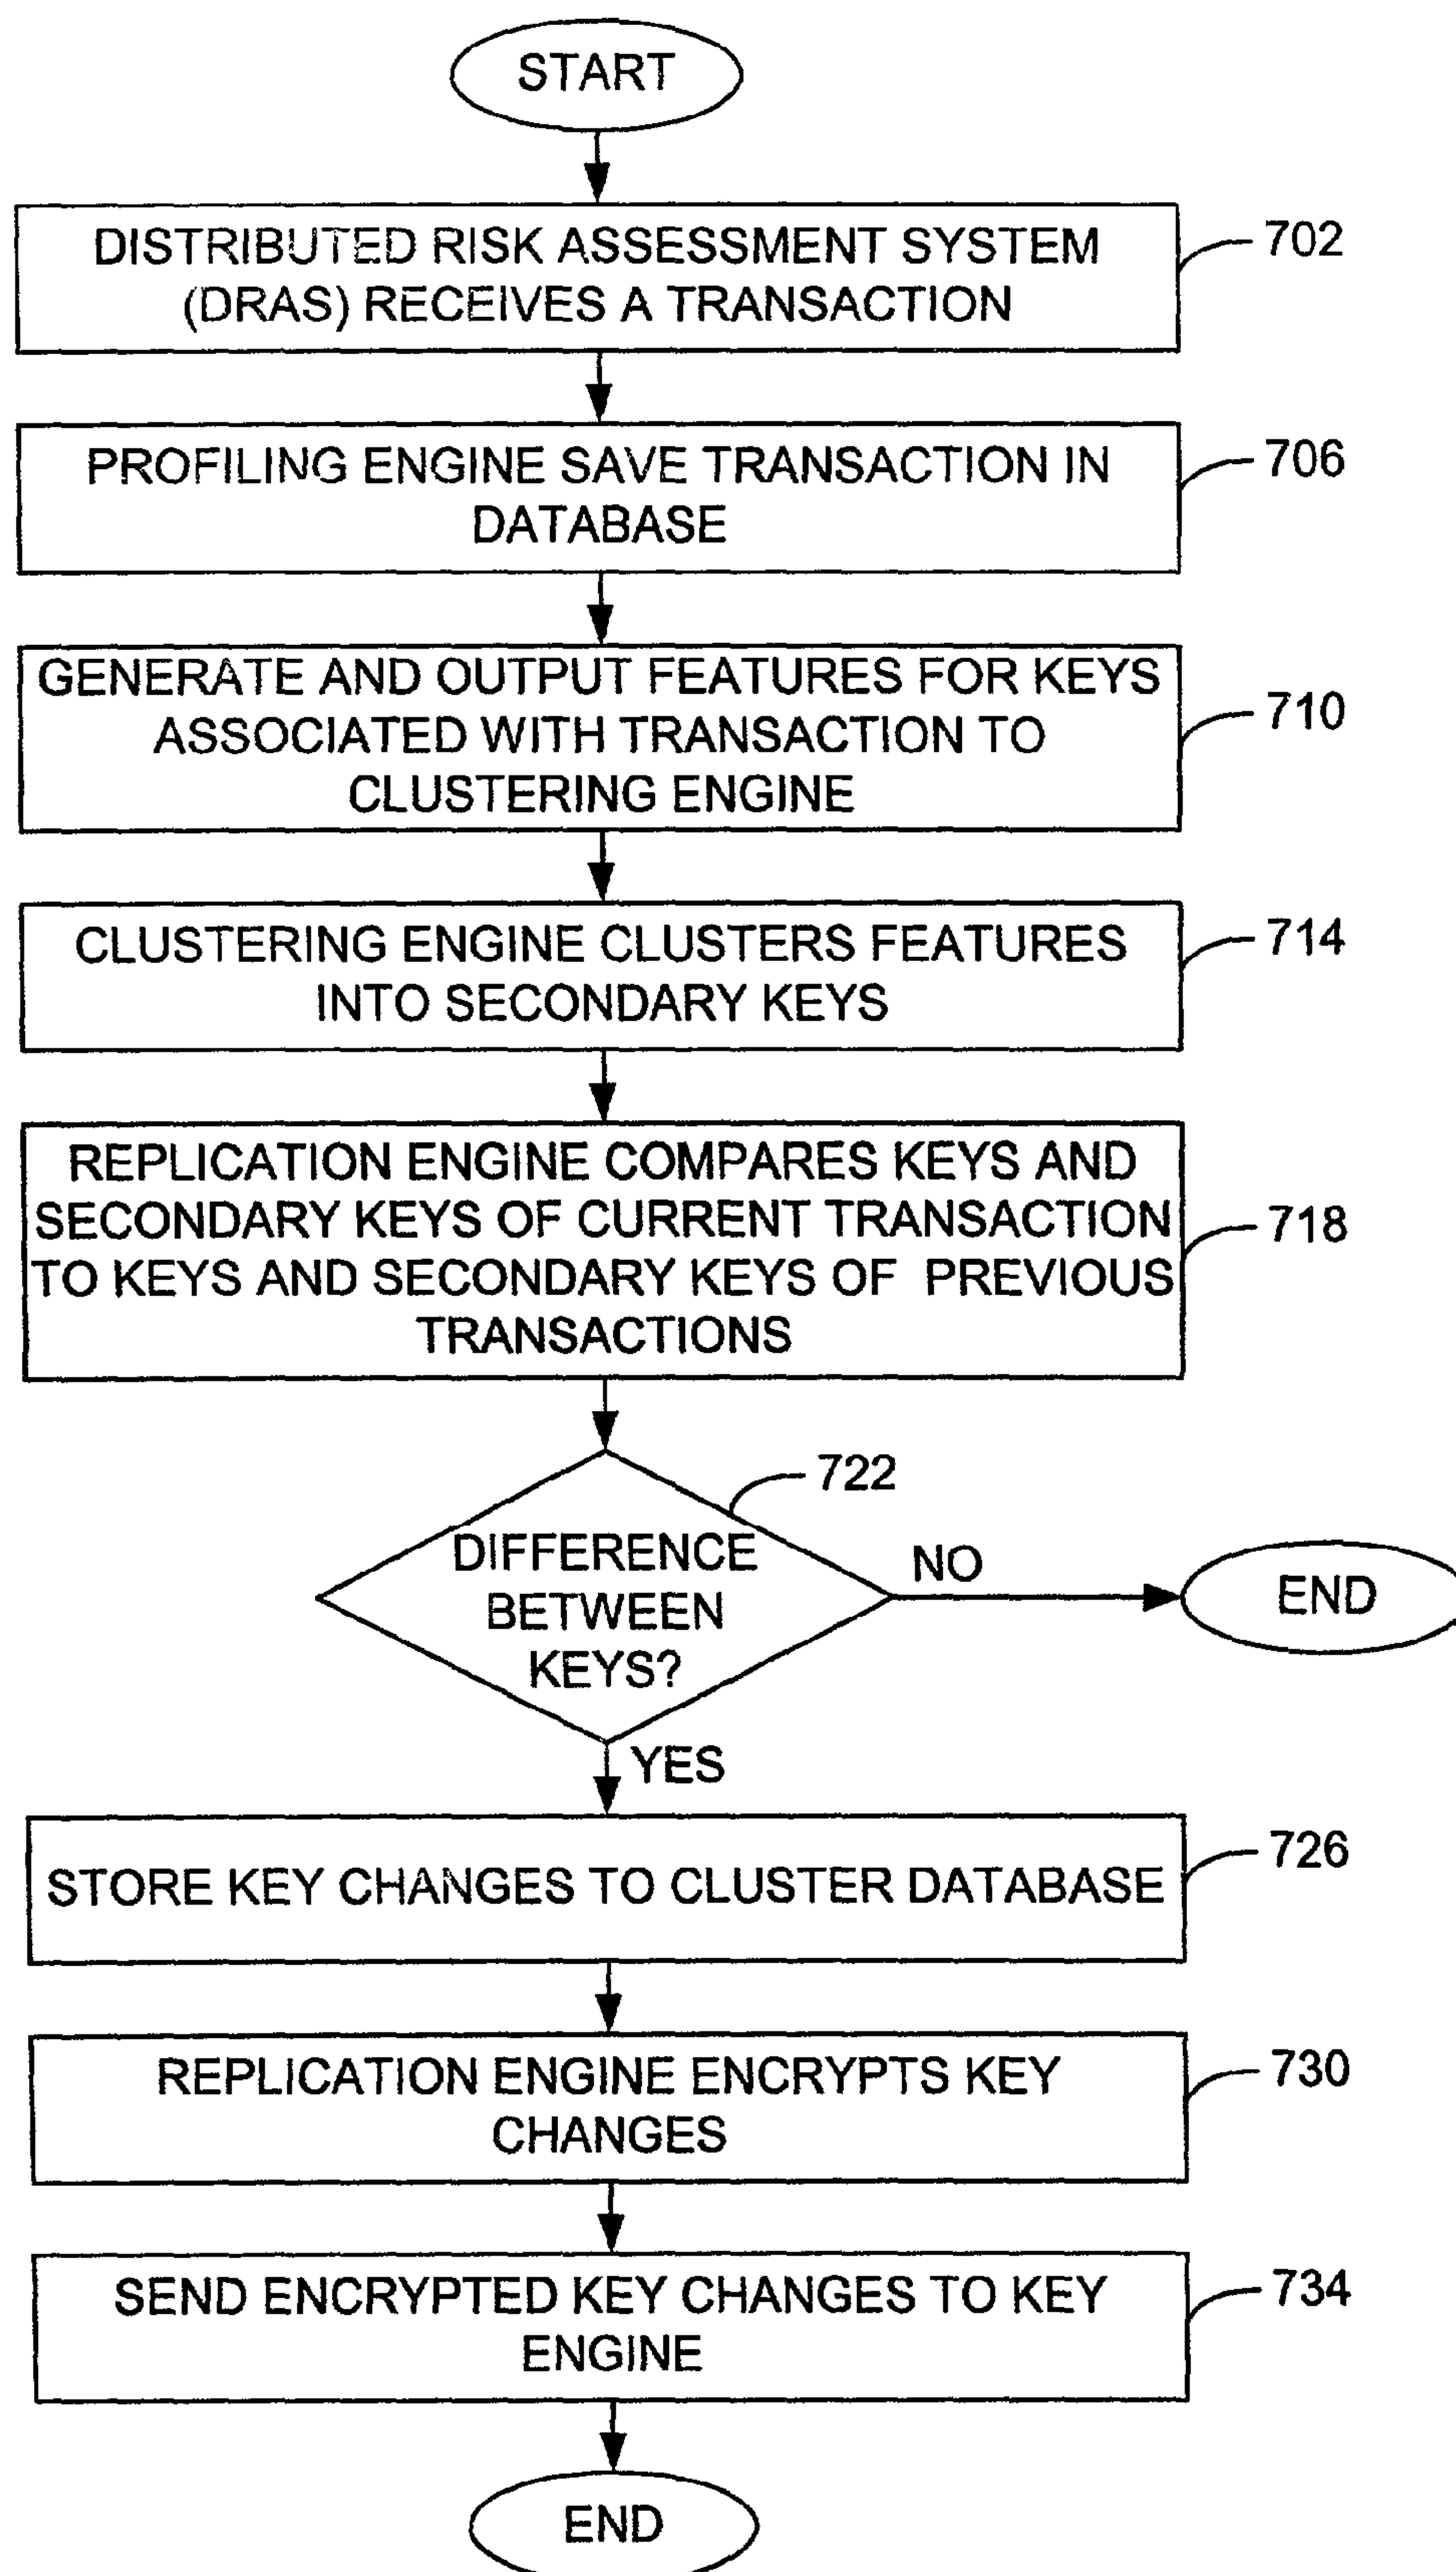 START
DISTRIBUTED RISK ASSESSMENT SYSTEM
(DRAS) RECEIVES A TRANSACTION
702
PROFILING ENGINE SAVE TRANSACTION IN
DATABASE
706
GENERATE AND OUTPUT FEATURES FOR KEYS
ASSOCIATED WITH TRANSACTION TO
CLUSTERING ENGINE
710
CLUSTERING ENGINE CLUSTERS FEATURES
INTO SECONDARY KEYS
714
REPLICATION ENGINE COMPARES KEYS AND
SECONDARY KEYS OF CURRENT TRANSACTION
TO KEYS AND SECONDARY KEYS OF PREVIOUS
TRANSACTIONS
718
722
DIFFERENCE
BETWEEN
KEYS?
NO
END
YES
STORE KEY CHANGES TO CLUSTER DATABASE
726
REPLICATION ENGINE ENCRYPTS KEY
CHANGES
730
SEND ENCRYPTED KEY CHANGES TO KEY
ENGINE
734
END